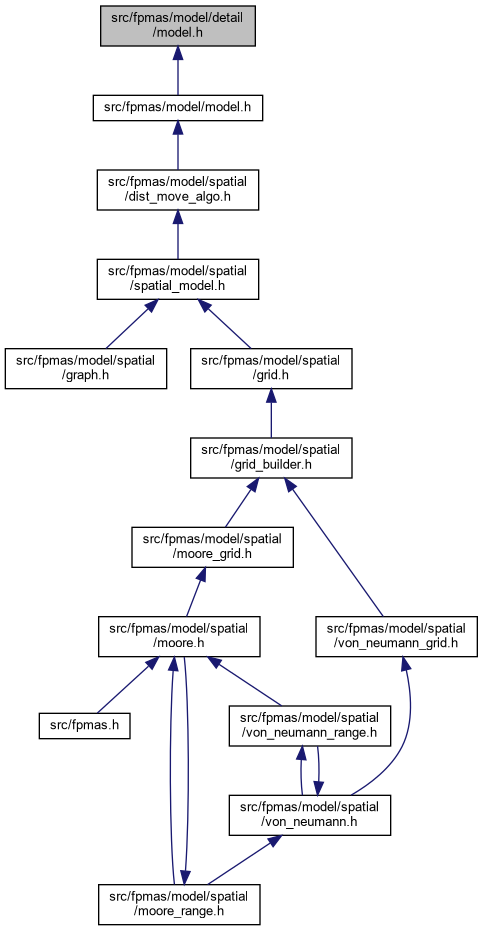 src/fpmas/model/detail
/model.h
src/fpmas/model/model.h
src/fpmas/model/spatial
/dist_move_algo.h
src/fpmas/model/spatial
/spatial_model.h
src/fpmas/model/spatial
/graph.h
src/fpmas/model/spatial
/grid.h
src/fpmas/model/spatial
/grid_builder.h
src/fpmas/model/spatial
/moore_grid.h
src/fpmas/model/spatial
/moore.h
src/fpmas/model/spatial
/von_neumann_grid.h
src/fpmas.h
src/fpmas/model/spatial
/von_neumann_range.h
src/fpmas/model/spatial
/von_neumann.h
src/fpmas/model/spatial
/moore_range.h